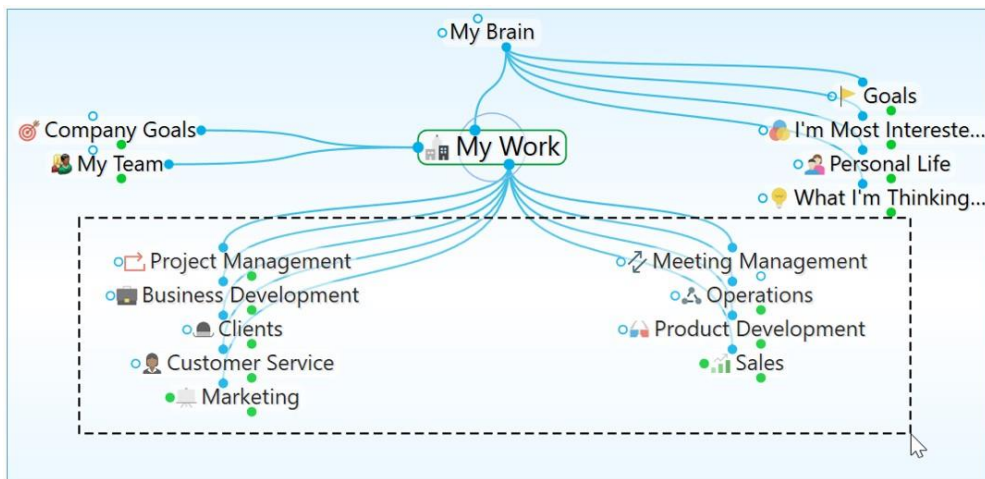 My Brain
Goals
Company Goals
I'm Most Intereste...
My Work
My Team
Personal Life
What I'm Thinking...
Project Management
Meeting Management
Business Development
Operations
Clients
Product Development
Customer Service
Sales
Marketing